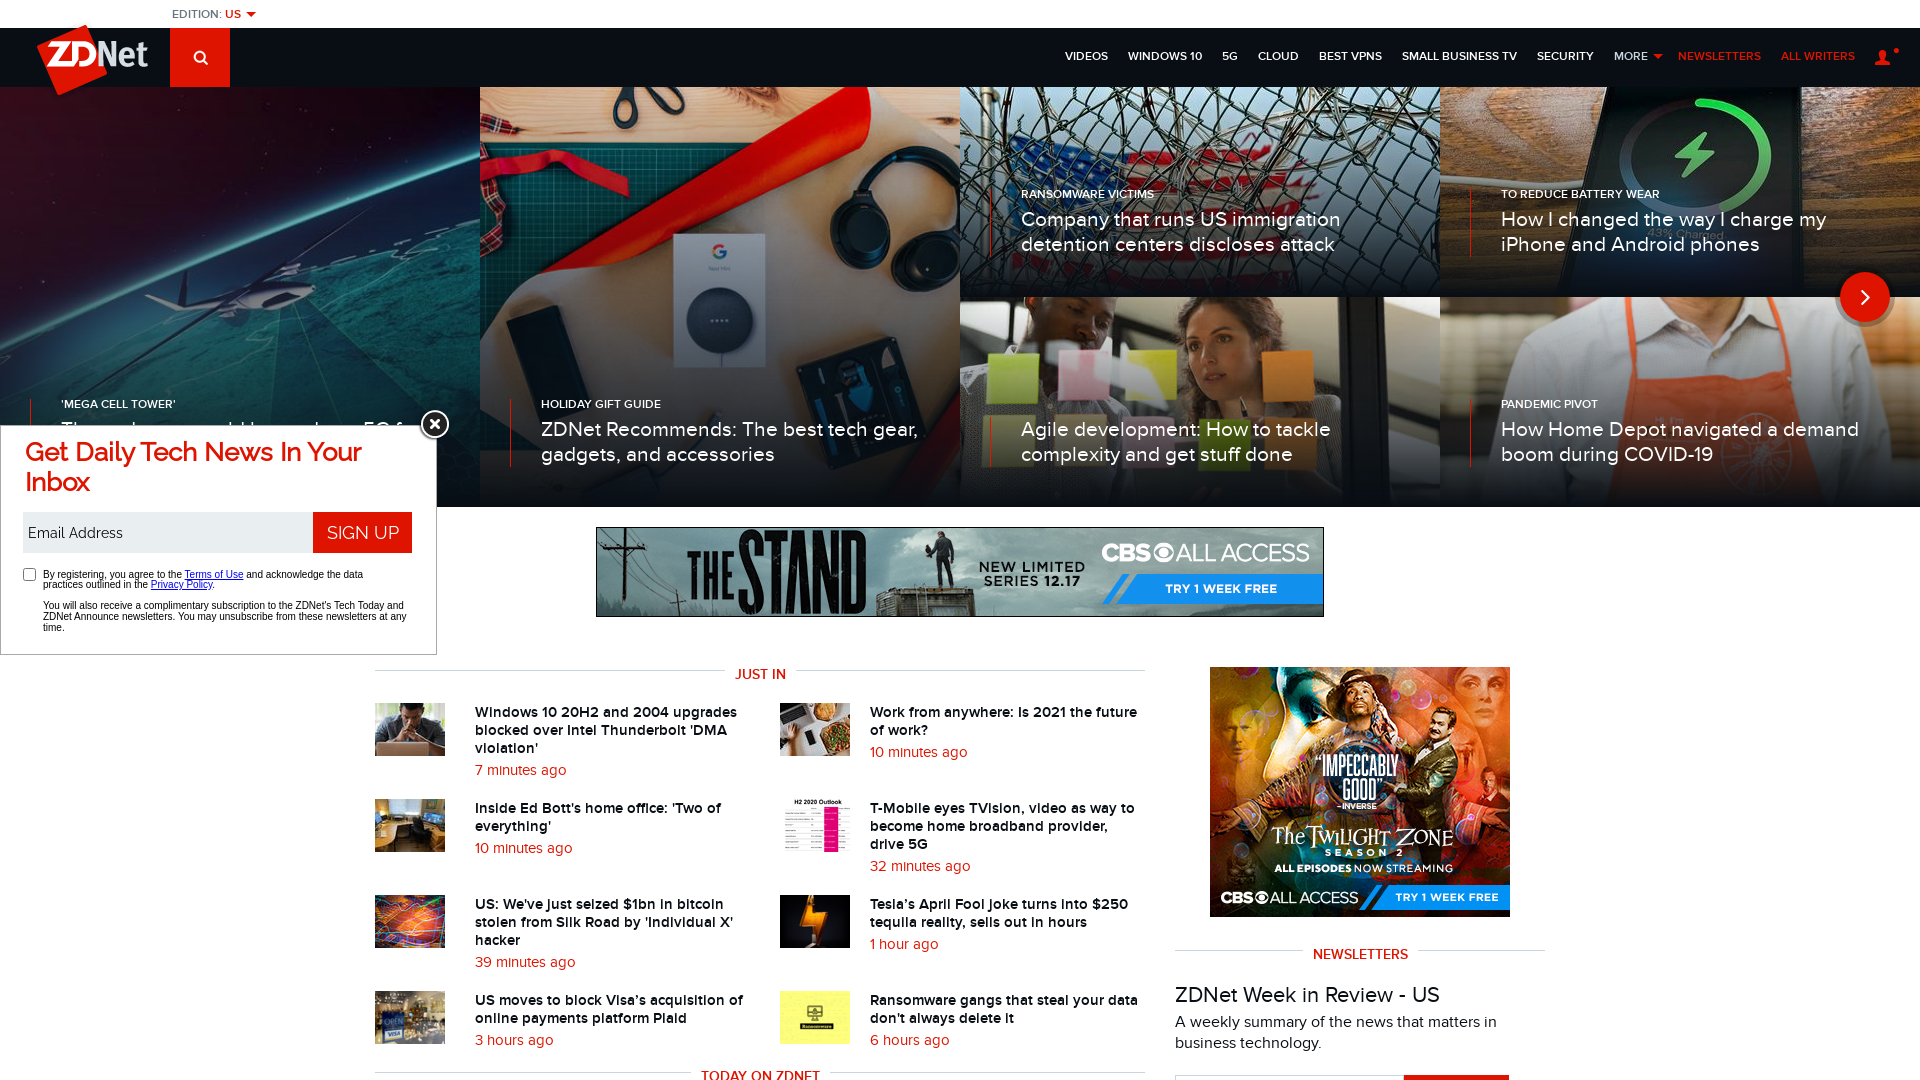 EDITION: US
ZDNet
VIDEOS WINDOWS 10 5G CLOUD BEST VPNS SMALL BUSINESS TV SECURITY MORE NEWSLETTERS ALL WRITERS
RANSOMWARE VICTIMS
Company that runs US immigration
detention centers discloses attack
TO REDUCE BATTERY WEAR
How I changed the way I charge my
iPhone and Android phones
43% Charged
'MEGA CELL TOWER'
HOLIDAY GIFT GUIDE
ZDNet Recommends: The best tech gear,
gadgets, and accessories
Agile development: How to tackle
complexity and get stuff done
PANDEMIC PIVOT
How Home Depot navigated a demand
boom during COVID-19
Get Daily Tech News In Your
Inbox
Email Address
SIGN UP
By registering, you agree to the Terms of Use and acknowledge the data
practices outlined in the Privacy Policy.
You will also receive a complimentary subscription to the ZDNet's Tech Today and
ZDNet Announce newsletters. You may unsubscribe from these newsletters at any
time.
THE STAND
NEW LIMITED
SERIES 12.17
CBS ALL ACCESS
TRY 1 WEEK FREE
JUST IN
Windows 10 20H2 and 2004 upgrades
blocked over Intel Thunderbolt 'DMA
violation'
7 minutes ago
Work from anywhere: Is 2021 the future
of work?
10 minutes ago
Inside Ed Bott's home office: 'Two of
everything'
10 minutes ago
H2 2020 Outlook
T-Mobile eyes TVision, video as way to
become home broadband provider,
drive 5G
32 minutes ago
US: We've just seized $1bn in bitcoin
stolen from Silk Road by 'Individual X'
hacker
39 minutes ago
Tesla’s April Fool joke turns into $250
tequila reality, sells out in hours
1 hour ago
OPEN
VISA
US moves to block Visa’s acquisition of
online payments platform Plaid
3 hours ago
Ransomware
Ransomware gangs that steal your data
don't always delete it
6 hours ago
TODAY ON ZDNET
“IMPECCABLY
GOOD”
–INVERSE
The TWILIGHT ZONE
SEASON 2
ALL EPISODES NOW STREAMING
CBS ALL ACCESS
TRY 1 WEEK FREE
NEWSLETTERS
ZDNet Week in Review - US
A weekly summary of the news that matters in
business technology.